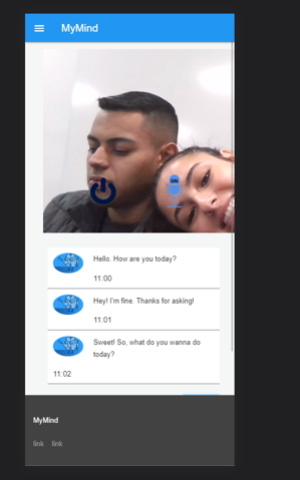 MyMind
Hello. How are you today?
11:00
Hey! I'm fine. Thanks for asking!
11:01
Sweet! So, what do you wanna do
today?
11:02
MyMind
link link